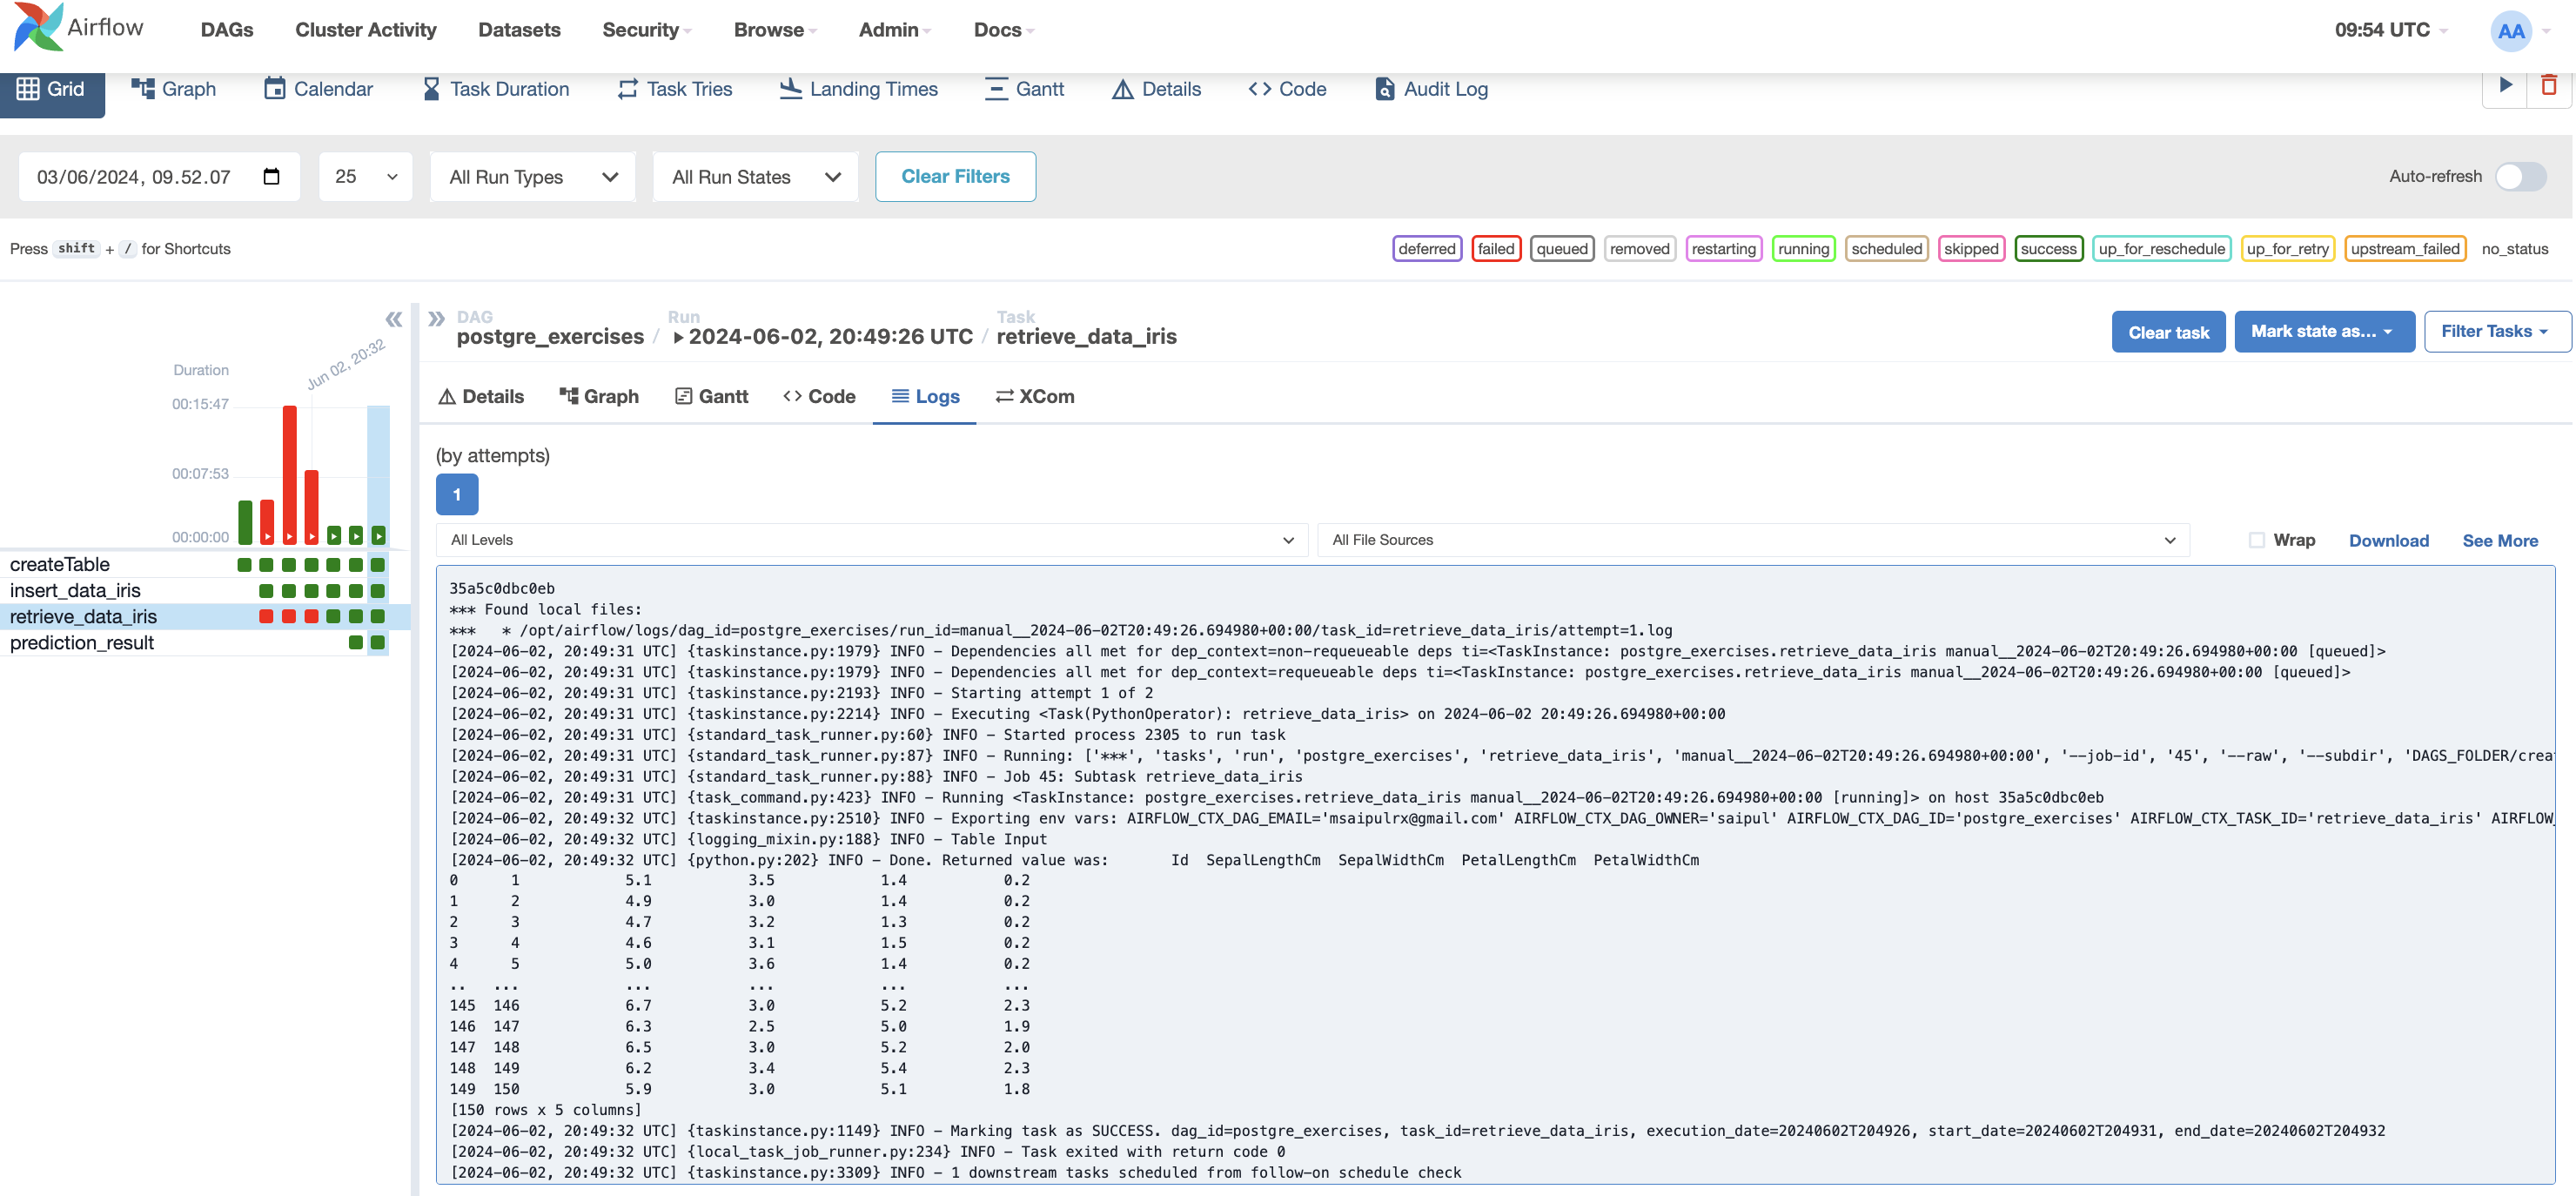 Airflow DAGs Cluster Activity Datasets Security Browse Admin Docs 09:54 UTC AA
Grid Graph Calendar Task Duration Task Tries Landing Times Gantt Details Code Audit Log
03/06/2024, 09.52.07 25 All Run Types All Run States Clear Filters Auto-refresh
Press shift + / for Shortcuts deferred failed queued removed restarting running scheduled skipped success up_for_reschedule up_for_retry upstream_failed no_status
Duration
Jun 02, 20:32
00:15:47
00:07:53
00:00:00
createTable
insert_data_iris
retrieve_data_iris
prediction_result
DAG Run Task
postgre_exercises / 2024-06-02, 20:49:26 UTC / retrieve_data_iris Clear task Mark state as... Filter Tasks
Details Graph Gantt Code Logs XCom
(by attempts)
1
All Levels All File Sources Wrap Download See More
35a5c0dbc0eb
*** Found local files:
***   * /opt/airflow/logs/dag_id=postgre_exercises/run_id=manual__2024-06-02T20:49:26.694980+00:00/task_id=retrieve_data_iris/attempt=1.log
[2024-06-02, 20:49:31 UTC] {taskinstance.py:1979} INFO - Dependencies all met for dep_context=non-requeueable deps ti=<TaskInstance: postgre_exercises.retrieve_data_iris manual__2024-06-02T20:49:26.694980+00:00 [queued]>
[2024-06-02, 20:49:31 UTC] {taskinstance.py:1979} INFO - Dependencies all met for dep_context=requeueable deps ti=<TaskInstance: postgre_exercises.retrieve_data_iris manual__2024-06-02T20:49:26.694980+00:00 [queued]>
[2024-06-02, 20:49:31 UTC] {taskinstance.py:2193} INFO - Starting attempt 1 of 2
[2024-06-02, 20:49:31 UTC] {taskinstance.py:2214} INFO - Executing <Task(PythonOperator): retrieve_data_iris> on 2024-06-02 20:49:26.694980+00:00
[2024-06-02, 20:49:31 UTC] {standard_task_runner.py:60} INFO - Started process 2305 to run task
[2024-06-02, 20:49:31 UTC] {standard_task_runner.py:87} INFO - Running: ['***', 'tasks', 'run', 'postgre_exercises', 'retrieve_data_iris', 'manual__2024-06-02T20:49:26.694980+00:00', '--job-id', '45', '--raw', '--subdir', 'DAGS_FOLDER/crea
[2024-06-02, 20:49:31 UTC] {standard_task_runner.py:88} INFO - Job 45: Subtask retrieve_data_iris
[2024-06-02, 20:49:31 UTC] {task_command.py:423} INFO - Running <TaskInstance: postgre_exercises.retrieve_data_iris manual__2024-06-02T20:49:26.694980+00:00 [running]> on host 35a5c0dbc0eb
[2024-06-02, 20:49:32 UTC] {taskinstance.py:2510} INFO - Exporting env vars: AIRFLOW_CTX_DAG_EMAIL='msaipulrx@gmail.com' AIRFLOW_CTX_DAG_OWNER='saipul' AIRFLOW_CTX_DAG_ID='postgre_exercises' AIRFLOW_CTX_TASK_ID='retrieve_data_iris' AIRFLOW_
[2024-06-02, 20:49:32 UTC] {logging_mixin.py:188} INFO - Table Input
[2024-06-02, 20:49:32 UTC] {python.py:202} INFO - Done. Returned value was:       Id  SepalLengthCm  SepalWidthCm  PetalLengthCm  PetalWidthCm
0      1            5.1           3.5            1.4           0.2
1      2            4.9           3.0            1.4           0.2
2      3            4.7           3.2            1.3           0.2
3      4            4.6           3.1            1.5           0.2
4      5            5.0           3.6            1.4           0.2
..   ...            ...           ...            ...           ...
145  146            6.7           3.0            5.2           2.3
146  147            6.3           2.5            5.0           1.9
147  148            6.5           3.0            5.2           2.0
148  149            6.2           3.4            5.4           2.3
149  150            5.9           3.0            5.1           1.8
[150 rows x 5 columns]
[2024-06-02, 20:49:32 UTC] {taskinstance.py:1149} INFO - Marking task as SUCCESS. dag_id=postgre_exercises, task_id=retrieve_data_iris, execution_date=20240602T204926, start_date=20240602T204931, end_date=20240602T204932
[2024-06-02, 20:49:32 UTC] {local_task_job_runner.py:234} INFO - Task exited with return code 0
[2024-06-02, 20:49:32 UTC] {taskinstance.py:3309} INFO - 1 downstream tasks scheduled from follow-on schedule check